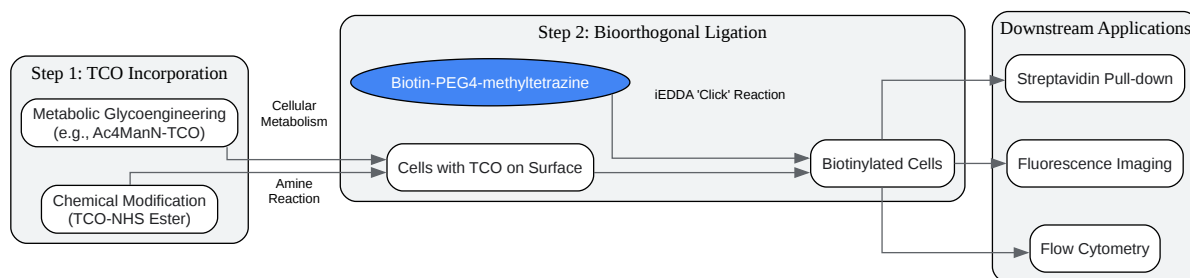 Step 1: TCO Incorporation
Metabolic Glycoengineering
(e.g., Ac4ManN-TCO)
Chemical Modification
(TCO-NHS Ester)
Cellular
Metabolism
Amine
Reaction
Step 2: Bioorthogonal Ligation
Biotin-PEG4-methyltetrazine
iEDDA 'Click' Reaction
Cells with TCO on Surface
Biotinylated Cells
Downstream Applications
Streptavidin Pull-down
Fluorescence Imaging
Flow Cytometry